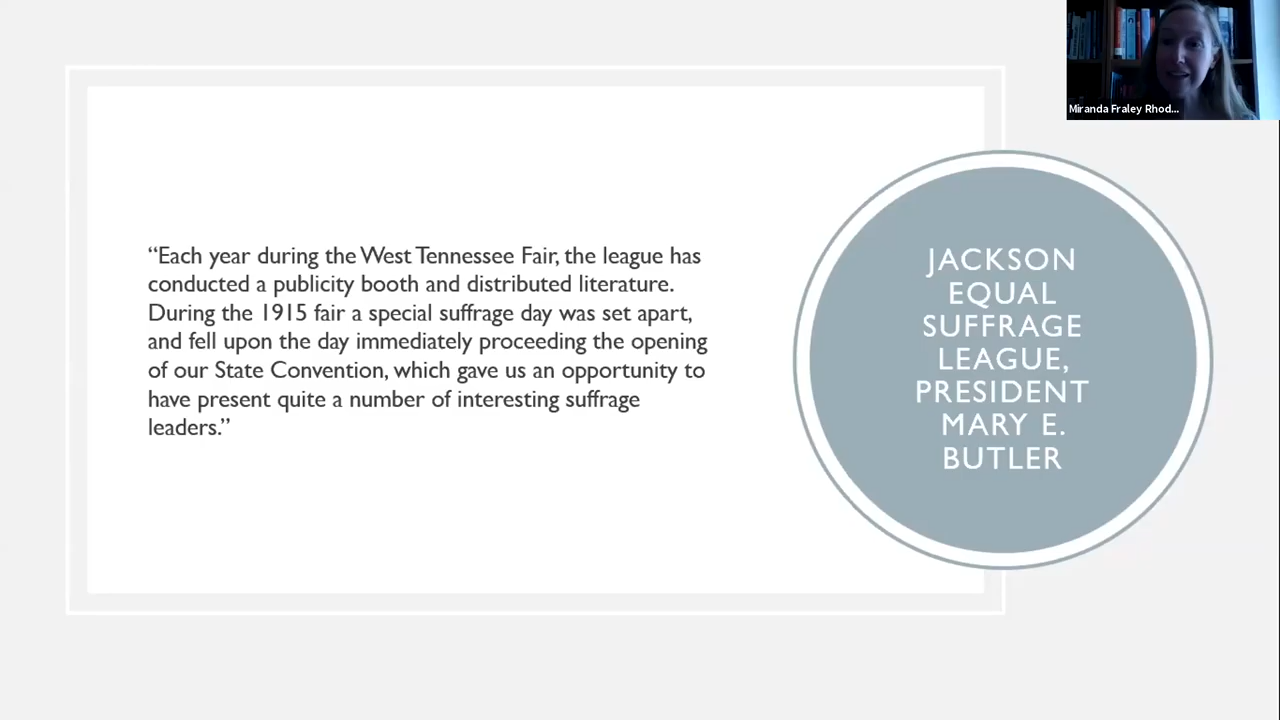 Miranda Fraley Rhod...
“Each year during the West Tennessee Fair, the league has
conducted a publicity booth and distributed literature.
During the 1915 fair a special suffrage day was set apart,
and fell upon the day immediately proceeding the opening
of our State Convention, which gave us an opportunity to
have present quite a number of interesting suffrage
leaders.”
JACKSON
EQUAL
SUFFRAGE
LEAGUE,
PRESIDENT
MARY E.
BUTLER